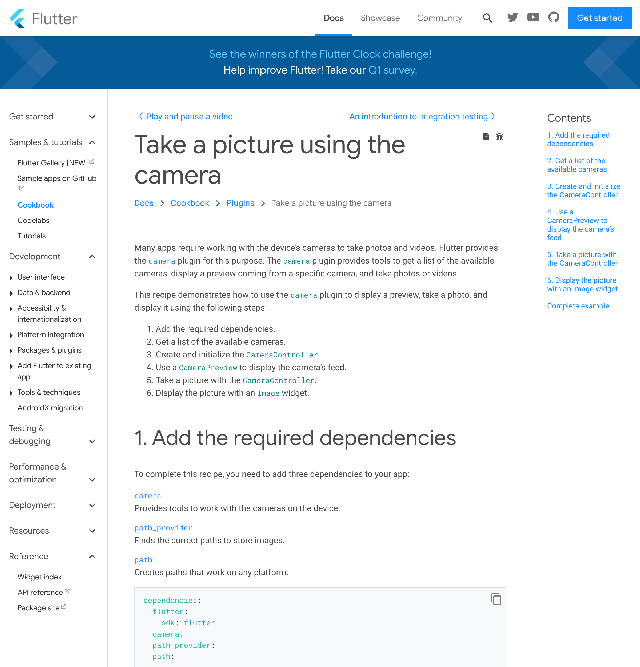 Flutter
Docs Showcase Community Get started
See the winners of the Flutter Clock challenge!
Help improve Flutter! Take our Q1 survey.
Get started
Samples & tutorials
Flutter Gallery [NEW]
Sample apps on GitHub
Cookbook
Codelabs
Tutorials
Development
User interface
Data & backend
Accessibility &
internationalization
Platform integration
Packages & plugins
Add Flutter to existing
app
Tools & techniques
AndroidX migration
Testing &
debugging
Performance &
optimization
Deployment
Resources
Reference
Widget index
API reference
Package site
Play and pause a video
An introduction to integration testing
Take a picture using the
camera
Docs > Cookbook > Plugins > Take a picture using the camera
Many apps require working with the device's cameras to take photos and videos. Flutter provides
the camera plugin for this purpose. The camera plugin provides tools to get a list of the available
cameras, display a preview coming from a specific camera, and take photos or videos.
This recipe demonstrates how to use the camera plugin to display a preview, take a photo, and
display it using the following steps:
1. Add the required dependencies.
2. Get a list of the available cameras.
3. Create and initialize the CameraController.
4. Use a CameraPreview to display the camera's feed.
5. Take a picture with the CameraController.
6. Display the picture with an Image widget.
1. Add the required dependencies
To complete this recipe, you need to add three dependencies to your app:
camera
Provides tools to work with the cameras on the device.
path_provider
Finds the correct paths to store images.
path
Creates paths that work on any platform.
dependencies:
flutter:
sdk: flutter
camera:
path_provider:
path:
Contents
1. Add the required
dependencies
2. Get a list of the
available cameras
3. Create and initialize
the CameraController
4. Use a
CameraPreview to
display the camera's
feed
5. Take a picture with
the CameraController
6. Display the picture
with an Image widget
Complete example